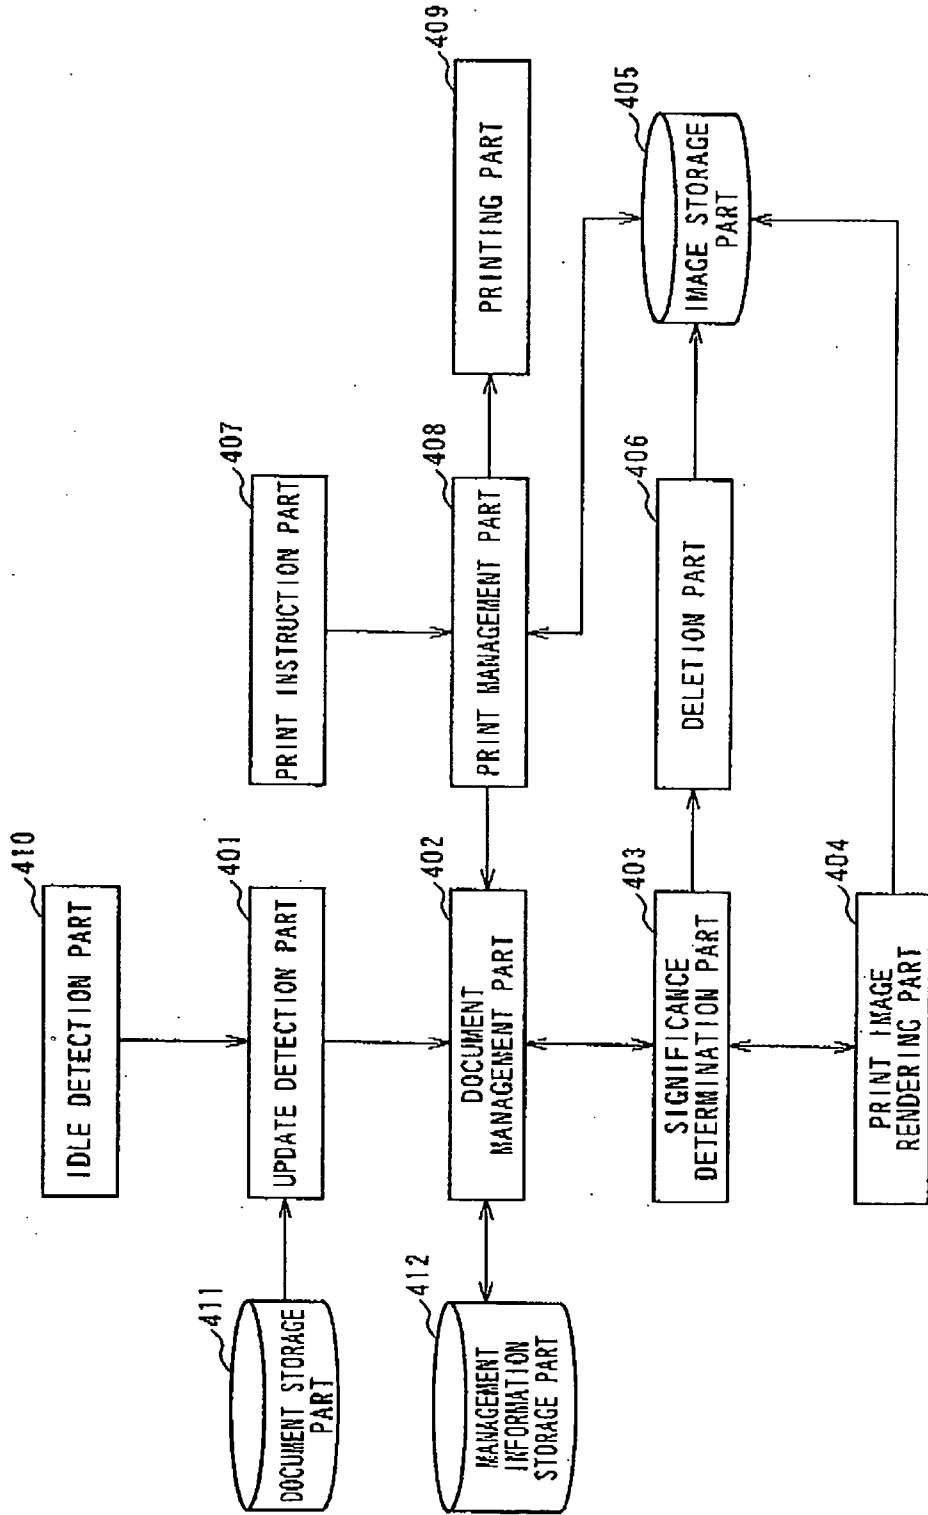 410
IDLE DETECTION PART
411
DOCUMENT STORAGE
PART
401
UPDATE DETECTION PART
407
PRINT INSTRUCTION PART
412
MANAGEMENT
INFORMATION
STORAGE PART
402
DOCUMENT
MANAGEMENT PART
408
PRINT MANAGEMENT PART
409
PRINTING PART
403
SIGNIFICANCE
DETERMINATION PART
406
DELETION PART
405
IMAGE STORAGE
PART
404
PRINT IMAGE
RENDERING PART